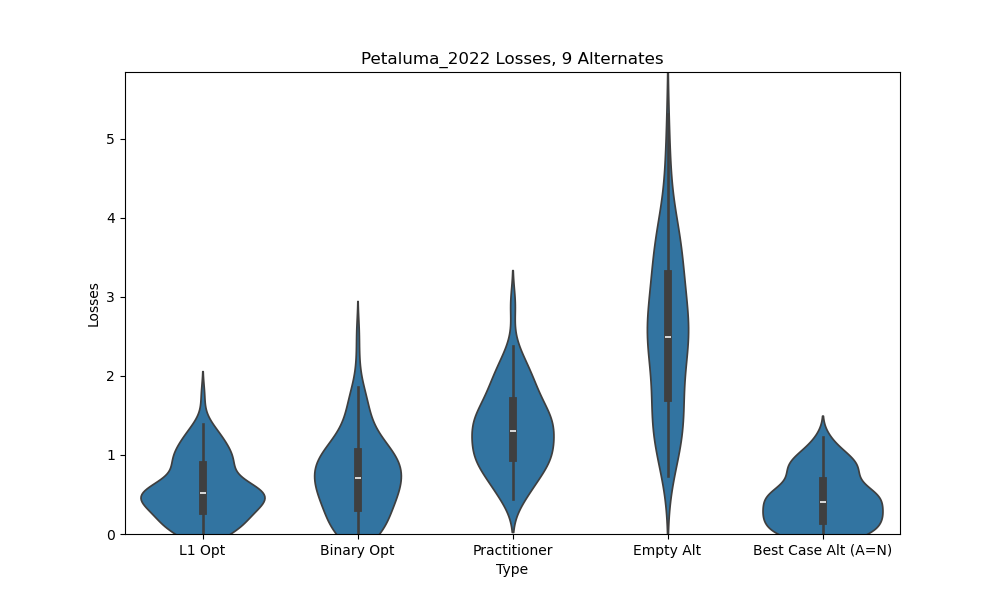 Petaluma_2022 Losses, 9 Alternates
5
4
3
2
1
0
Losses
L1 Opt
Binary Opt
Practitioner
Empty Alt
Best Case Alt (A=N)
Type